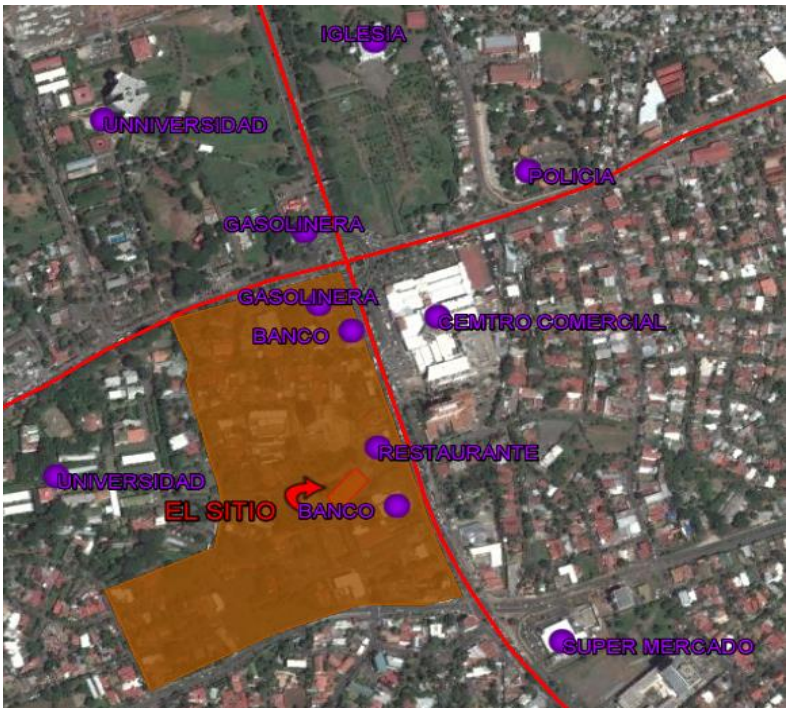 IGLESIA
UNNIVERSIDAD
POLICIA
GASOLINERA
GASOLINERA
CEMTRO COMERCIAL
BANCO
RESTAURANTE
UNIVERSIDAD
EL SITIO
BANCO
SUPER MERCADO